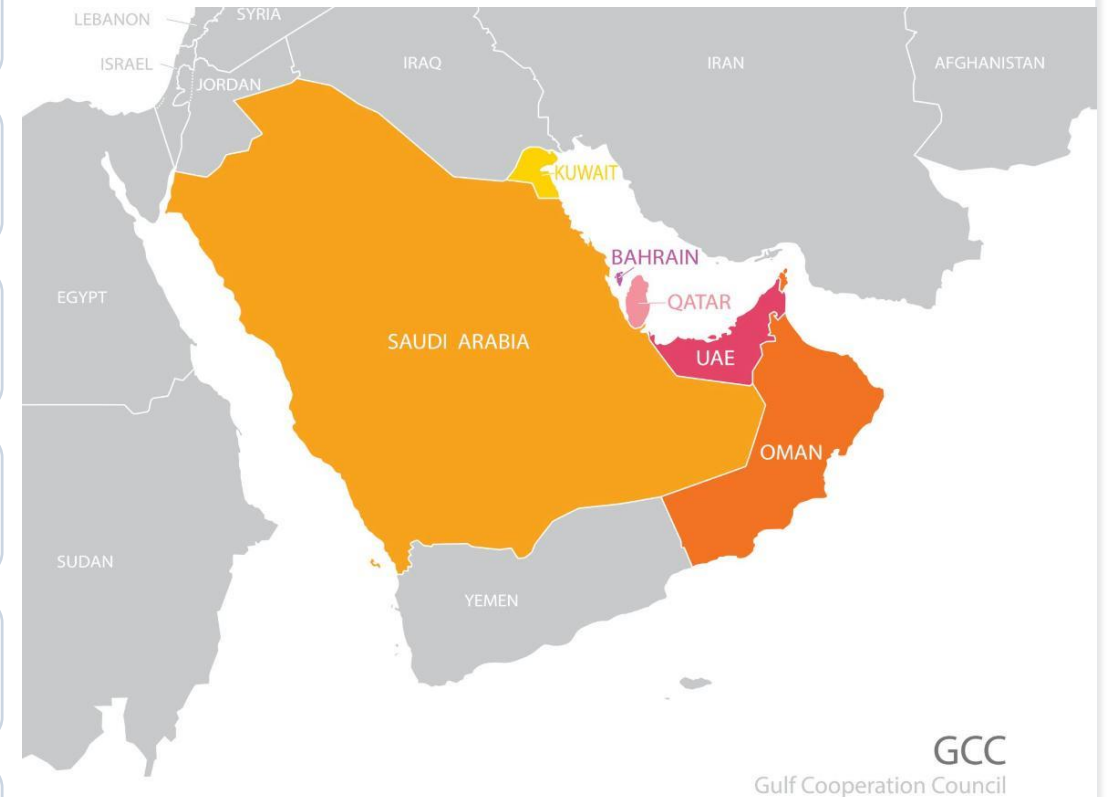 LEBANON
SYRIA
ISRAEL
JORDAN
IRAQ
IRAN
AFGHANISTAN
KUWAIT
BAHRAIN
EGYPT
QATAR
SAUDI ARABIA
UAE
OMAN
SUDAN
YEMEN
GCC
Gulf Cooperation Council